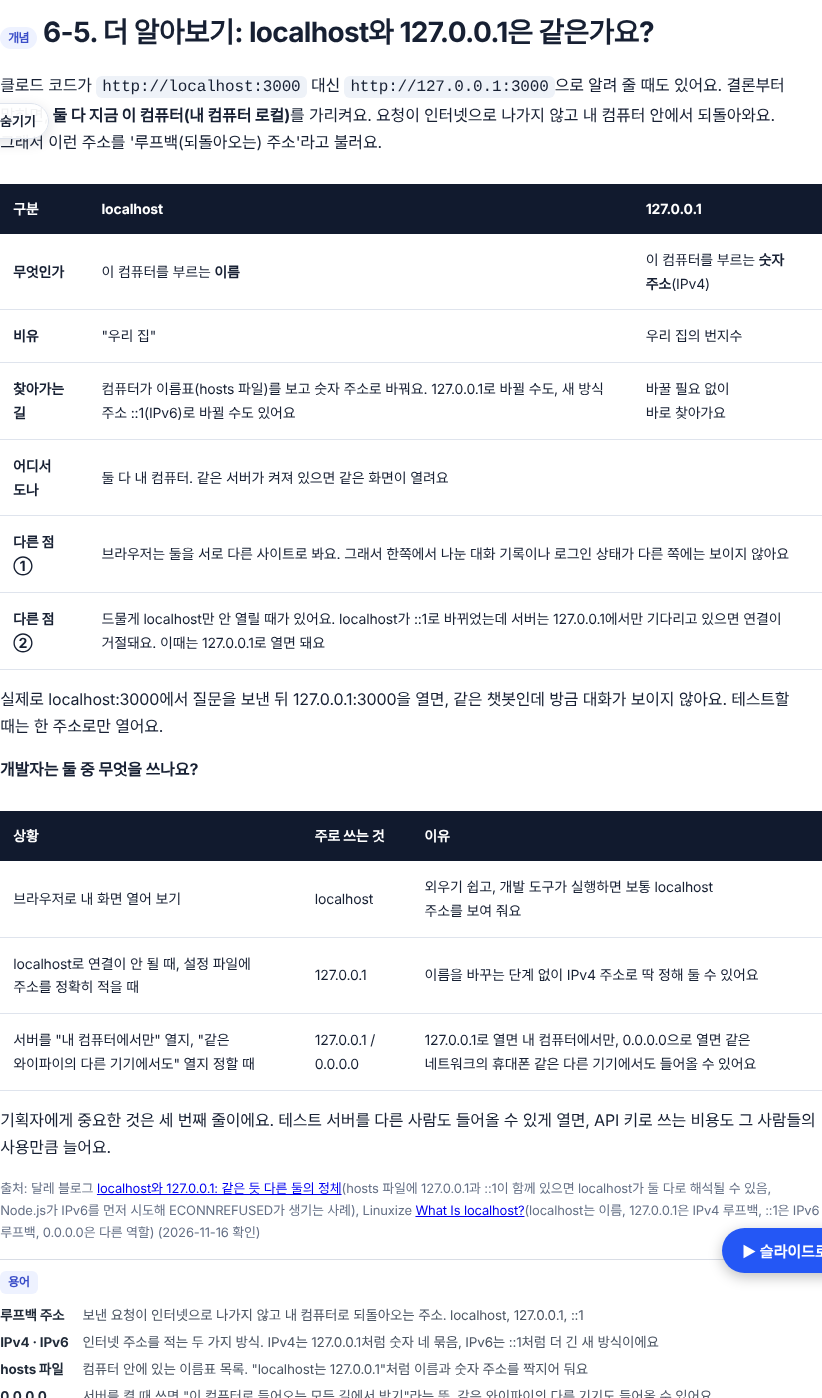 개념 6-5. 더 알아보기: localhost와 127.0.0.1은 같은가요?
클로드 코드가 http://localhost:3000 대신 http://127.0.0.1:3000 으로 알려 줄 때도 있어요. 결론부터
숨기기 둘 다 지금 이 컴퓨터(내 컴퓨터 로컬)를 가리켜요. 요청이 인터넷으로 나가지 않고 내 컴퓨터 안에서 되돌아와요.
그래서 이런 주소를 '루프백(되돌아오는) 주소'라고 불러요.
구분 localhost 127.0.0.1
무엇인가 이 컴퓨터를 부르는 이름 이 컴퓨터를 부르는 숫자
주소(IPv4)
비유 "우리 집" 우리 집의 번지수
찾아가는 컴퓨터가 이름표(hosts 파일)를 보고 숫자 주소로 바꿔요. 127.0.0.1로 바뀔 수도, 새 방식 바꿀 필요 없이
길 주소 ::1(IPv6)로 바뀔 수도 있어요 바로 찾아가요
어디서
도나 둘 다 내 컴퓨터. 같은 서버가 켜져 있으면 같은 화면이 열려요
다른 점
① 브라우저는 둘을 서로 다른 사이트로 봐요. 그래서 한쪽에서 나눈 대화 기록이나 로그인 상태가 다른 쪽에는 보이지 않아요
다른 점 드물게 localhost만 안 열릴 때가 있어요. localhost가 ::1로 바뀌었는데 서버는 127.0.0.1에서만 기다리고 있으면 연결이
② 거절돼요. 이때는 127.0.0.1로 열면 돼요
실제로 localhost:3000에서 질문을 보낸 뒤 127.0.0.1:3000을 열면, 같은 챗봇인데 방금 대화가 보이지 않아요. 테스트할
때는 한 주소로만 열어요.
개발자는 둘 중 무엇을 쓰나요?
상황 주로 쓰는 것 이유
브라우저로 내 화면 열어 보기 localhost 외우기 쉽고, 개발 도구가 실행하면 보통 localhost
주소를 보여 줘요
localhost로 연결이 안 될 때, 설정 파일에
주소를 정확히 적을 때 127.0.0.1 이름을 바꾸는 단계 없이 IPv4 주소로 딱 정해 둘 수 있어요
서버를 "내 컴퓨터에서만" 열지, "같은 127.0.0.1 / 127.0.0.1로 열면 내 컴퓨터에서만, 0.0.0.0으로 열면 같은
와이파이의 다른 기기에서도" 열지 정할 때 0.0.0.0 네트워크의 휴대폰 같은 다른 기기에서도 들어올 수 있어요
기획자에게 중요한 것은 세 번째 줄이에요. 테스트 서버를 다른 사람도 들어올 수 있게 열면, API 키로 쓰는 비용도 그 사람들의
사용만큼 늘어요.
출처: 달레 블로그 localhost와 127.0.0.1: 같은 듯 다른 둘의 정체(hosts 파일에 127.0.0.1과 ::1이 함께 있으면 localhost가 둘 다로 해석될 수 있음,
Node.js가 IPv6를 먼저 시도해 ECONNREFUSED가 생기는 사례), Linuxize What Is localhost?(localhost는 이름, 127.0.0.1은 IPv4 루프백, ::1은 IPv6
루프백, 0.0.0.0은 다른 역할) (2026-11-16 확인)
▶ 슬라이드로
용어
루프백 주소 보낸 요청이 인터넷으로 나가지 않고 내 컴퓨터로 되돌아오는 주소. localhost, 127.0.0.1, ::1
IPv4 · IPv6 인터넷 주소를 적는 두 가지 방식. IPv4는 127.0.0.1처럼 숫자 네 묶음, IPv6는 ::1처럼 더 긴 새 방식이에요
hosts 파일 컴퓨터 안에 있는 이름표 목록. "localhost는 127.0.0.1"처럼 이름과 숫자 주소를 짝지어 둬요
0.0.0.0 서버를 켤 때 쓰면 "이 컴퓨터로 들어오는 모든 길에서 받기"라는 뜻. 같은 와이파이의 다른 기기도 들어올 수 있어요